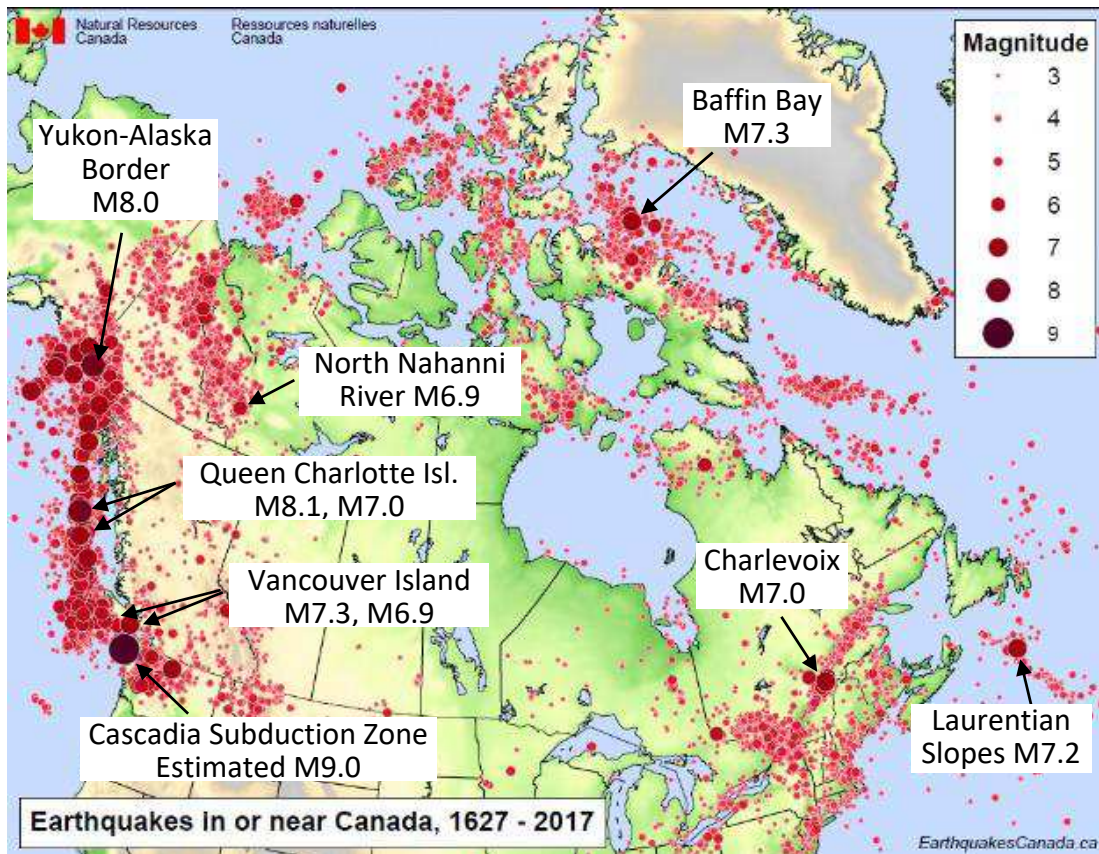 Natural Resources
Canada
Ressources naturelles
Canada
Magnitude
3
4
5
6
7
8
9
Baffin Bay
M7.3
Yukon-Alaska
Border
M8.0
North Nahanni
River M6.9
Queen Charlotte Isl.
M8.1, M7.0
Vancouver Island
M7.3, M6.9
Charlevoix
M7.0
Cascadia Subduction Zone
Estimated M9.0
Laurentian
Slopes M7.2
Earthquakes in or near Canada, 1627 - 2017
EarthquakesCanada.ca